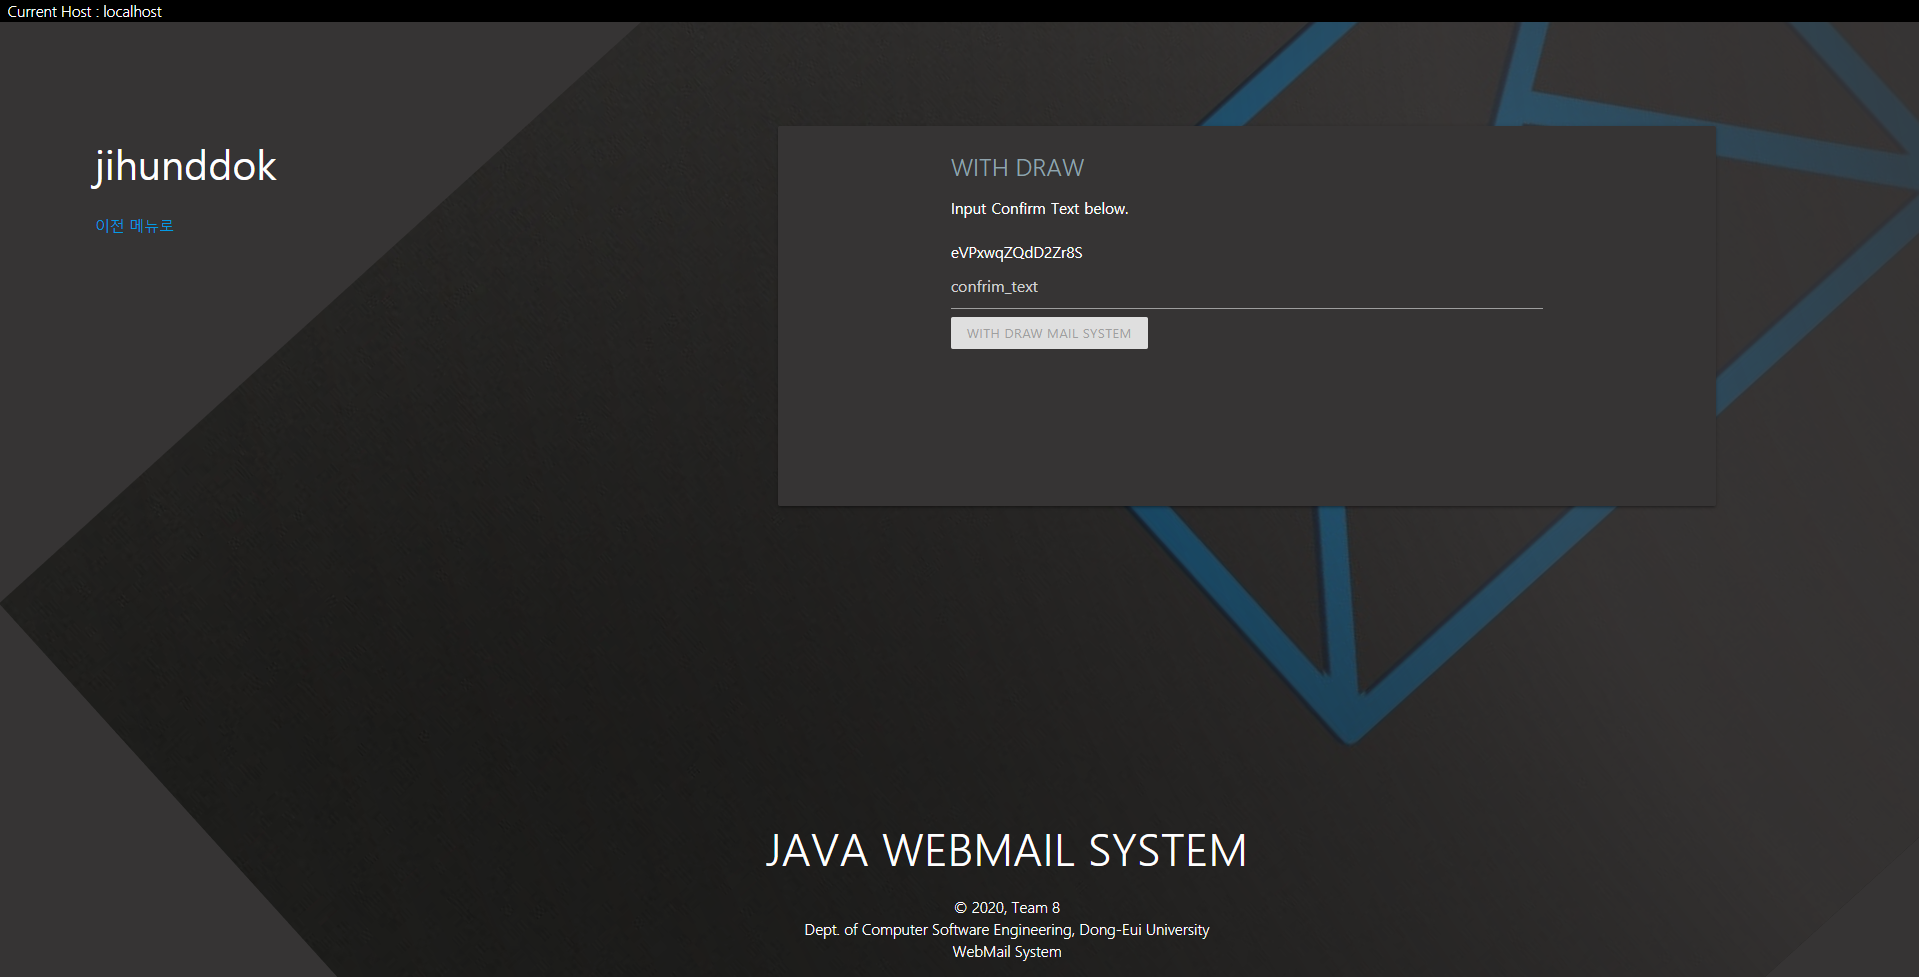 Current Host : localhost
jihunddok
이전 메뉴로
WITH DRAW
Input Confirm Text below.
eVPxwqZQdD2Zr8S
confrim_text
WITH DRAW MAIL SYSTEM
JAVA WEBMAIL SYSTEM
© 2020, Team 8
Dept. of Computer Software Engineering, Dong-Eui University
WebMail System